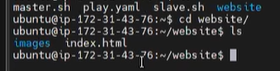 master.sh play.yaml slave.sh website
ubuntu@ip-172-31-43-76:~$ cd website/
ubuntu@ip-172-31-43-76:~/website$ ls
images index.html
ubuntu@ip-172-31-43-76:~/website$